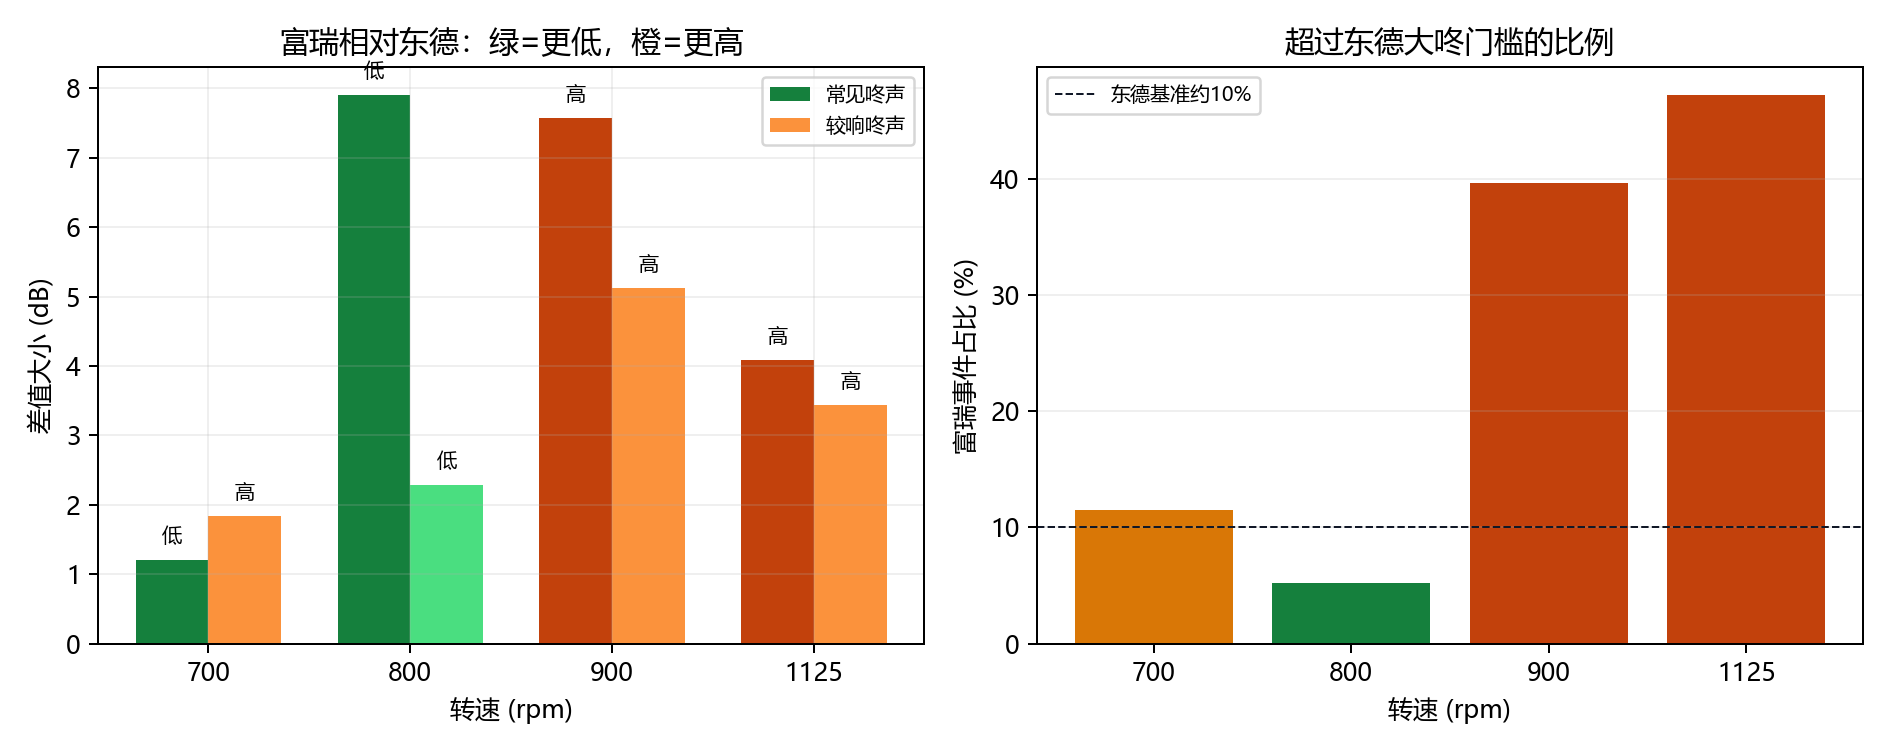 富瑞相对东德：绿=更低，橙=更高
差值大小 (dB)
8
7
6
5
4
3
2
1
0
低
高
低
低
高
高
高
高
常见咚声
较响咚声
700
800
900
1125
转速 (rpm)
超过东德大咚门槛的比例
富瑞事件占比 (%)
40
30
20
10
0
东德基准约10%
700
800
900
1125
转速 (rpm)